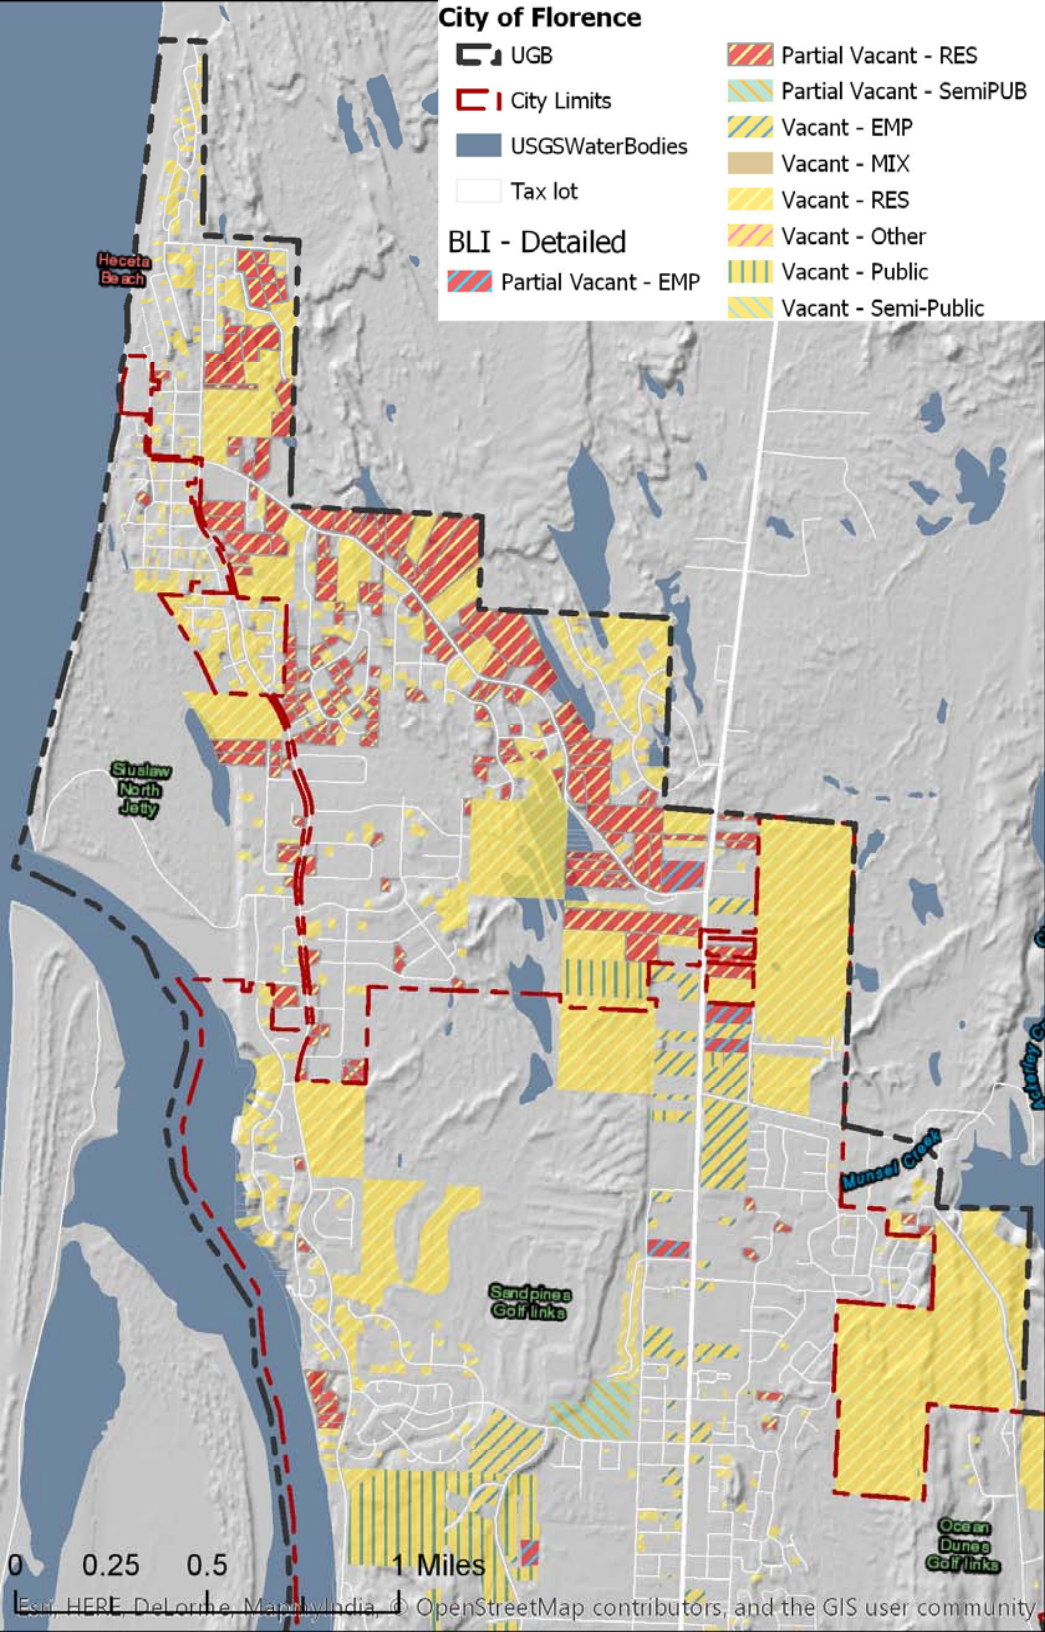 City of Florence
UGB
City Limits
USGSWaterBodies
Tax lot
BLI - Detailed
Partial Vacant - EMP
Partial Vacant - RES
Partial Vacant - SemiPUB
Vacant - EMP
Vacant - MIX
Vacant - RES
Vacant - Other
Vacant - Public
Vacant - Semi-Public
Heceta
Beach
Siuslaw
North
Jetty
Munsel Creek
Sandpines
Golf links
Ocean
Dunes
Golf links
0 0.25 0.5 1 Miles
Esri, HERE, DeLorme, MapmyIndia, © OpenStreetMap contributors, and the GIS user community